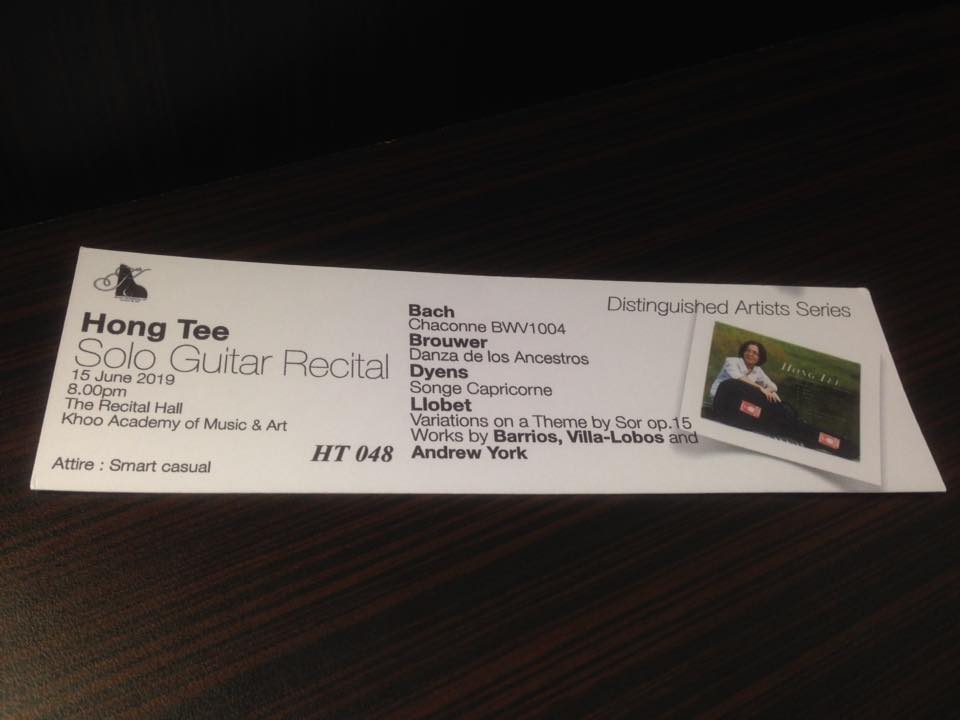 Hong Tee
Solo Guitar Recital
15 June 2019
8.00pm
The Recital Hall
Khoo Academy of Music & Art
Attire : Smart casual
HT 048
Bach
Chaconne BWV1004
Brouwer
Danza de los Ancestros
Dyens
Songe Capricorne
Llobet
Variations on a Theme by Sor op.15
Works by Barrios, Villa-Lobos and
Andrew York
Distinguished Artists Series
HONG TEE